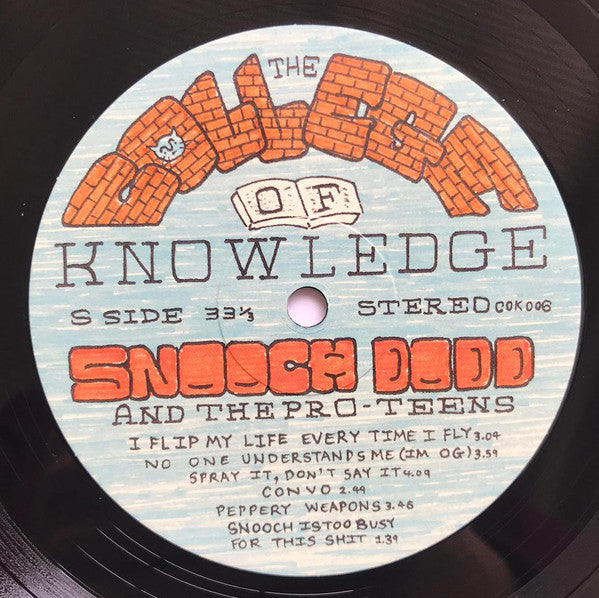 THE
COLLEGE
OF
KNOWLEDGE
S SIDE 33⅓ STEREO COK006
SNOOCH DODD
AND THE PRO-TEENS
I FLIP MY LIFE EVERY TIME I FLY 3.04
NO ONE UNDERSTANDS ME (IM OG) 3.59
SPRAY IT, DON'T SAY IT 4.09
CONVO 2.44
PEPPERY WEAPONS 3.46
SNOOCH IS TOO BUSY
FOR THIS SHIT 1.39